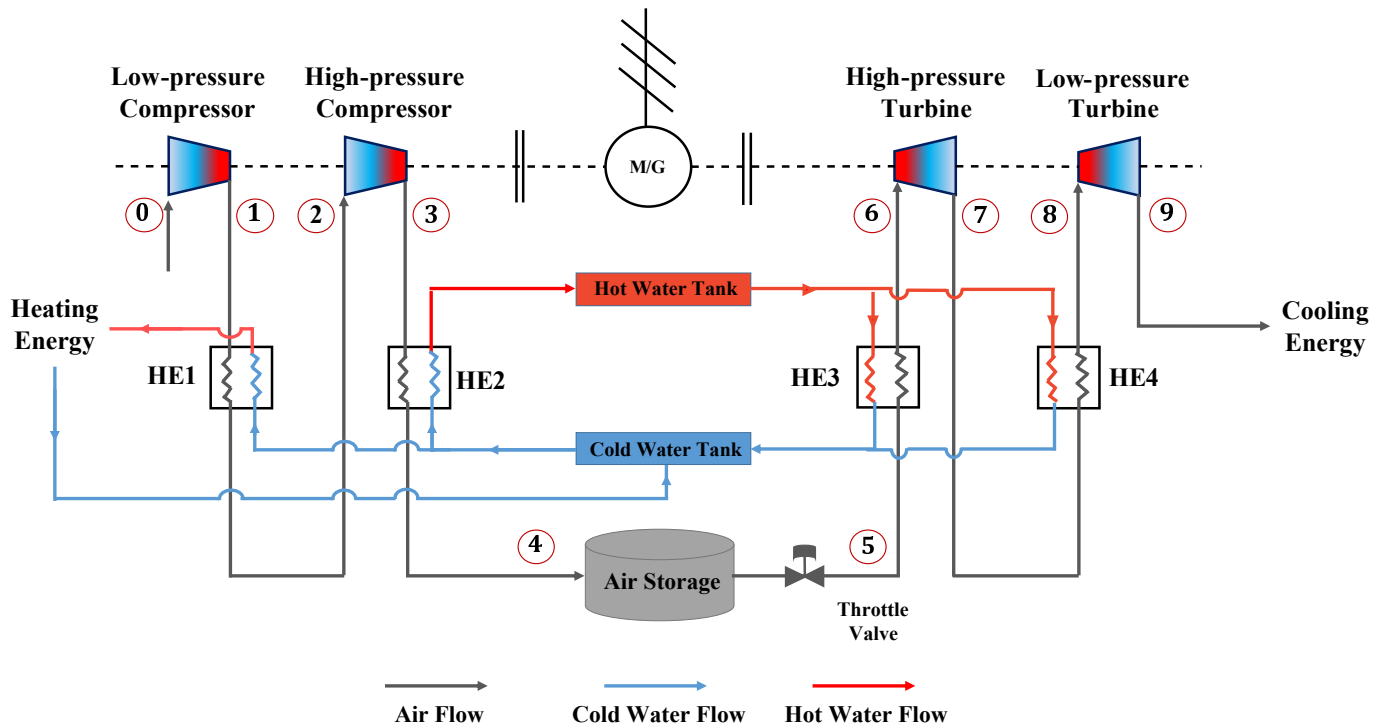 Low-pressure
Compressor
High-pressure
Compressor
High-pressure
Turbine
Low-pressure
Turbine
M/G
0
1
2
3
6
7
8
9
Heating
Energy
Hot Water Tank
Cooling
Energy
HE1
HE2
HE3
HE4
Cold Water Tank
4
5
Air Storage
Throttle
Valve
Air Flow
Cold Water Flow
Hot Water Flow